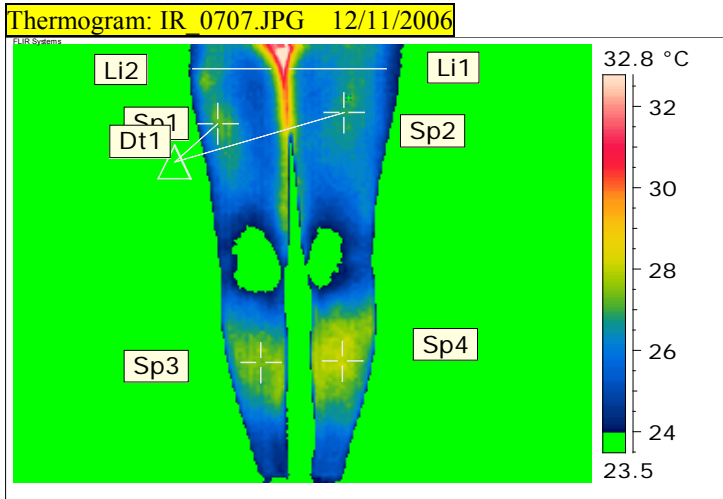 Thermogram: IR_0707.JPG 12/11/2006
FLIR Systems
32.8 °C
Li2
Li1
32
Sp1
Sp2
Dt1
30
28
Sp3
Sp4
26
24
23.5